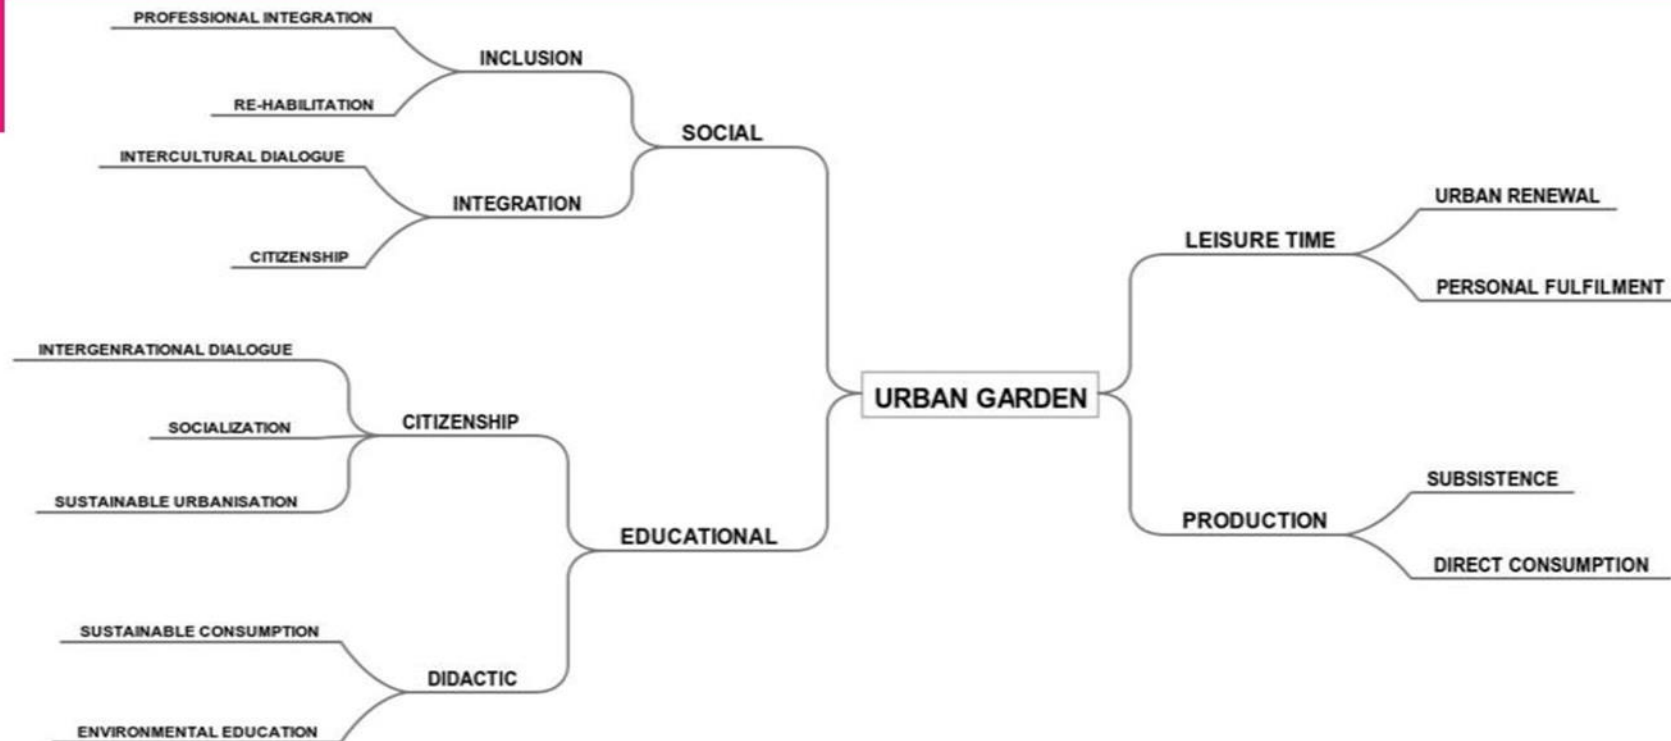 PROFESSIONAL INTEGRATION
INCLUSION
RE-HABILITATION
SOCIAL
INTERCULTURAL DIALOGUE
INTEGRATION
CITIZENSHIP
INTERGENRATIONAL DIALOGUE
CITIZENSHIP
SOCIALIZATION
SUSTAINABLE URBANISATION
EDUCATIONAL
SUSTAINABLE CONSUMPTION
DIDACTIC
ENVIRONMENTAL EDUCATION
URBAN GARDEN
URBAN RENEWAL
LEISURE TIME
PERSONAL FULFILMENT
SUBSISTENCE
PRODUCTION
DIRECT CONSUMPTION